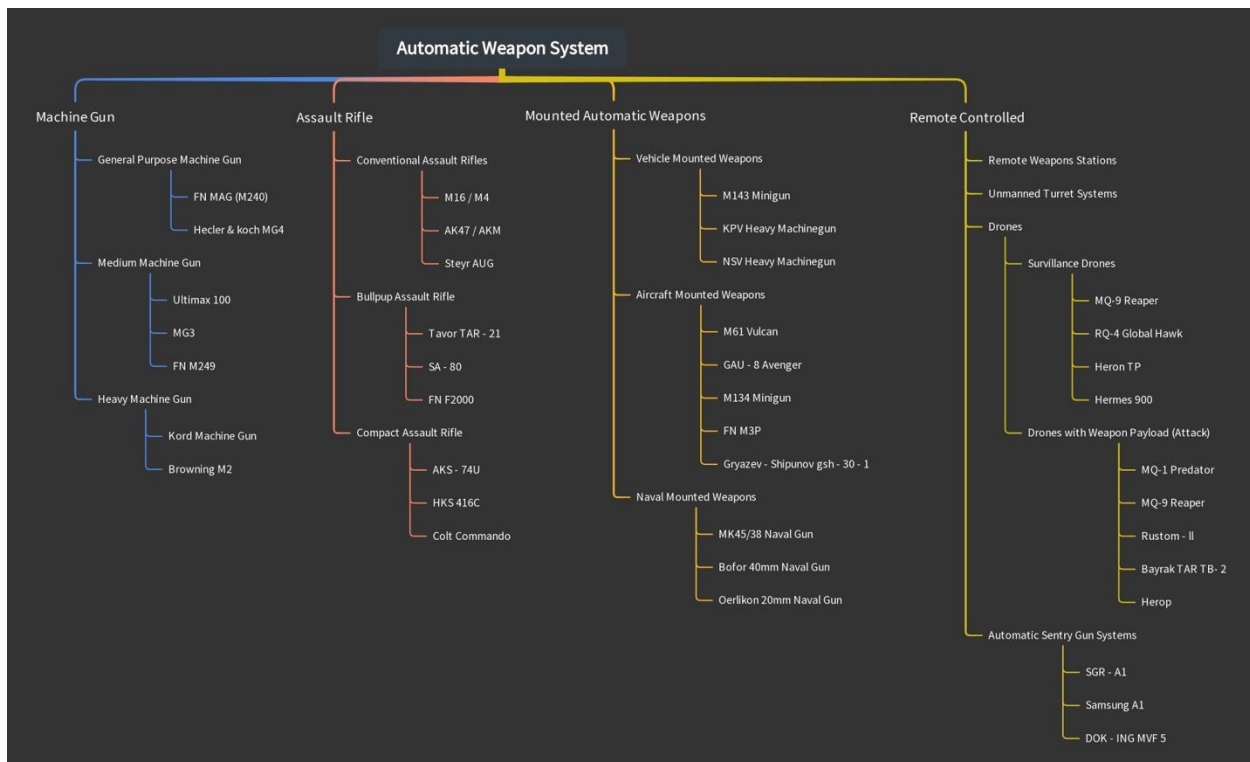 Automatic Weapon System
Machine Gun
General Purpose Machine Gun
FN MAG (M240)
Hecler & koch MG4
Medium Machine Gun
Ultimax 100
MG3
FN M249
Heavy Machine Gun
Kord Machine Gun
Browning M2
Assault Rifle
Conventional Assault Rifles
M16 / M4
AK47 / AKM
Steyr AUG
Bullpup Assault Rifle
Tavor TAR - 21
SA - 80
FN F2000
Compact Assault Rifle
AKS - 74U
HKS 416C
Colt Commando
Mounted Automatic Weapons
Vehicle Mounted Weapons
M143 Minigun
KPV Heavy Machinegun
NSV Heavy Machinegun
Aircraft Mounted Weapons
M61 Vulcan
GAU - 8 Avenger
M134 Minigun
FN M3P
Gryazev - Shipunov gsh - 30 - 1
Naval Mounted Weapons
MK45/38 Naval Gun
Bofor 40mm Naval Gun
Oerlikon 20mm Naval Gun
Remote Controlled
Remote Weapons Stations
Unmanned Turret Systems
Drones
Survillance Drones
MQ-9 Reaper
RQ-4 Global Hawk
Heron TP
Hermes 900
Drones with Weapon Payload (Attack)
MQ-1 Predator
MQ-9 Reaper
Rustom - ll
Bayrak TAR TB- 2
Herop
Automatic Sentry Gun Systems
SGR - A1
Samsung A1
DOK - ING MVF 5